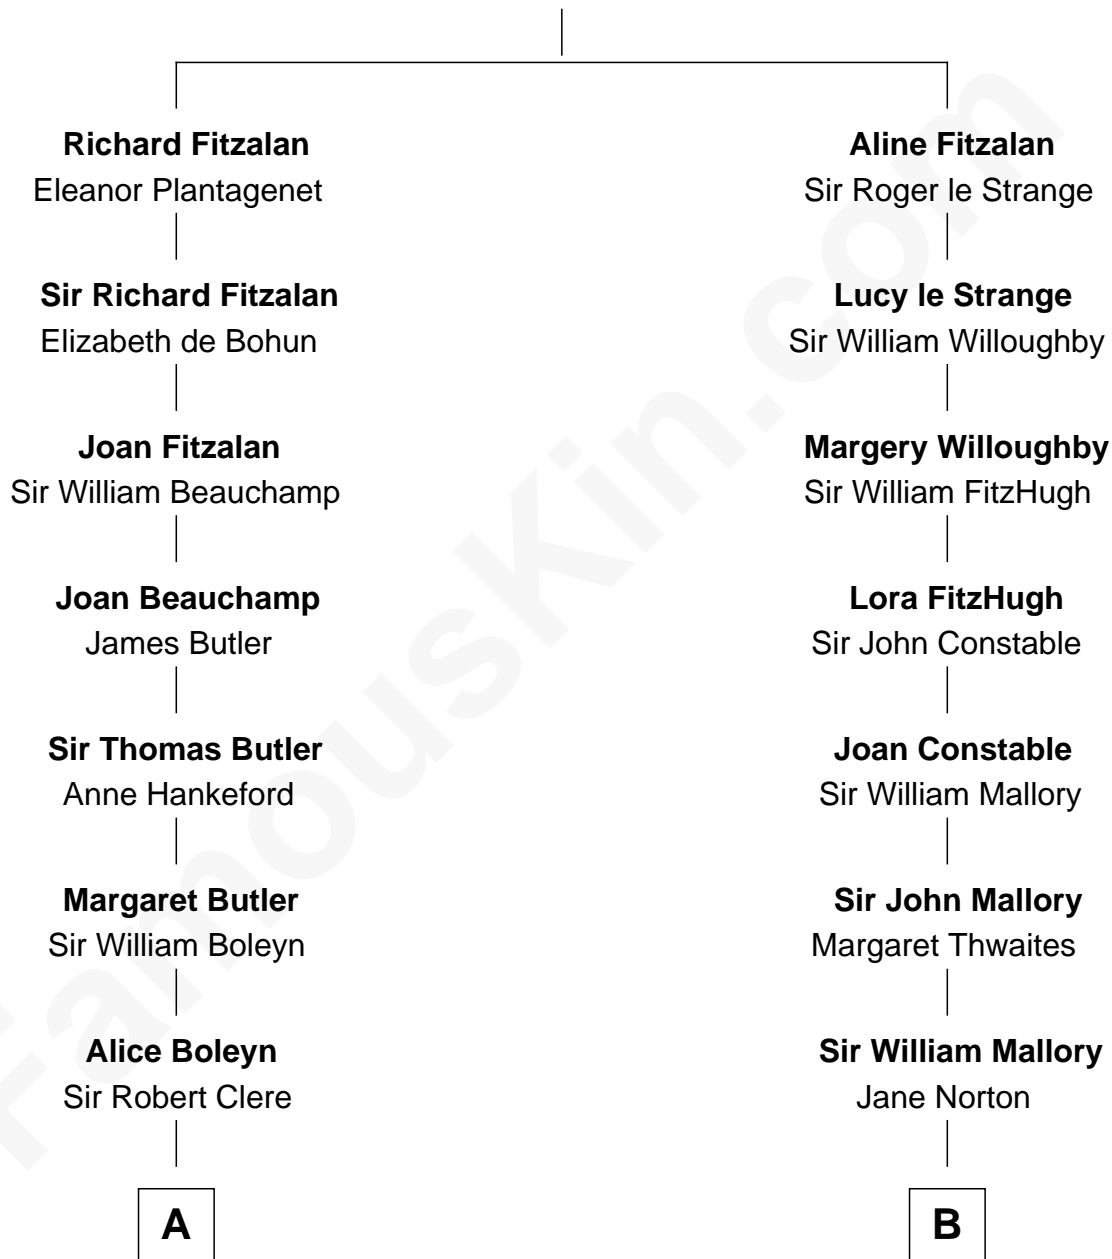 Richard Fitzalan
Eleanor Plantagenet
Sir Richard Fitzalan
Elizabeth de Bohun
Joan Fitzalan
Sir William Beauchamp
Joan Beauchamp
James Butler
Sir Thomas Butler
Anne Hankeford
Margaret Butler
Sir William Boleyn
Alice Boleyn
Sir Robert Clere
A
Aline Fitzalan
Sir Roger le Strange
Lucy le Strange
Sir William Willoughby
Margery Willoughby
Sir William FitzHugh
Lora FitzHugh
Sir John Constable
Joan Constable
Sir William Mallory
Sir John Mallory
Margaret Thwaites
Sir William Mallory
Jane Norton
B
FamousKin.com